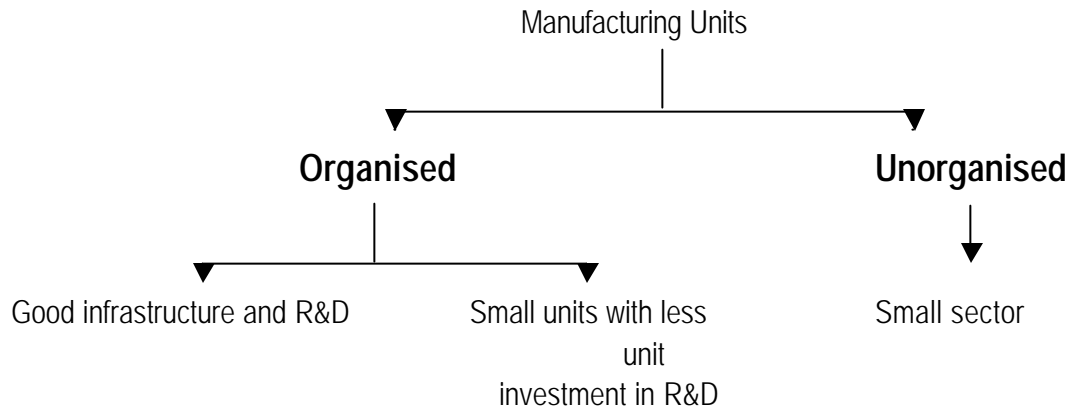 Manufacturing Units
Organised
Unorganised
Good infrastructure and R&D
Small units with less
unit
investment in R&D
Small sector